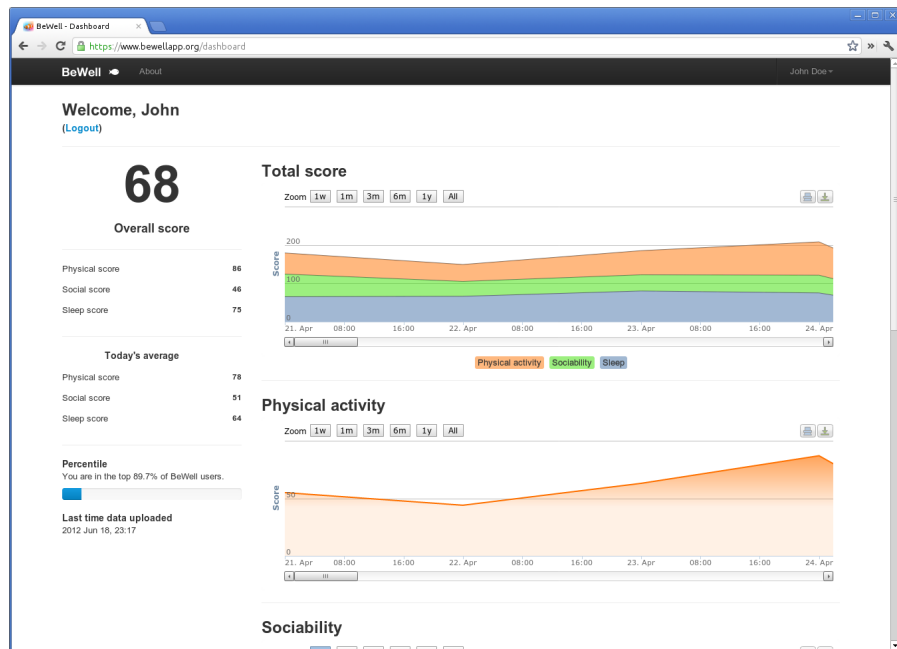 BeWell - Dashboard
https://www.bewellapp.org/dashboard
BeWell About John Doe
Welcome, John
(Logout)
68
Overall score
Physical score 86
Social score 46
Sleep score 75
Today's average
Physical score 78
Social score 51
Sleep score 64
Percentile
You are in the top 89.7% of BeWell users.
Last time data uploaded
2012 Jun 18, 23:17
Total score
Zoom 1w 1m 3m 6m 1y All
Score
200
100
0
21. Apr 08:00 16:00 22. Apr 08:00 16:00 23. Apr 08:00 16:00 24. Apr
Physical activity Sociability Sleep
Physical activity
Zoom 1w 1m 3m 6m 1y All
Score
50
0
21. Apr 08:00 16:00 22. Apr 08:00 16:00 23. Apr 08:00 16:00 24. Apr
Sociability